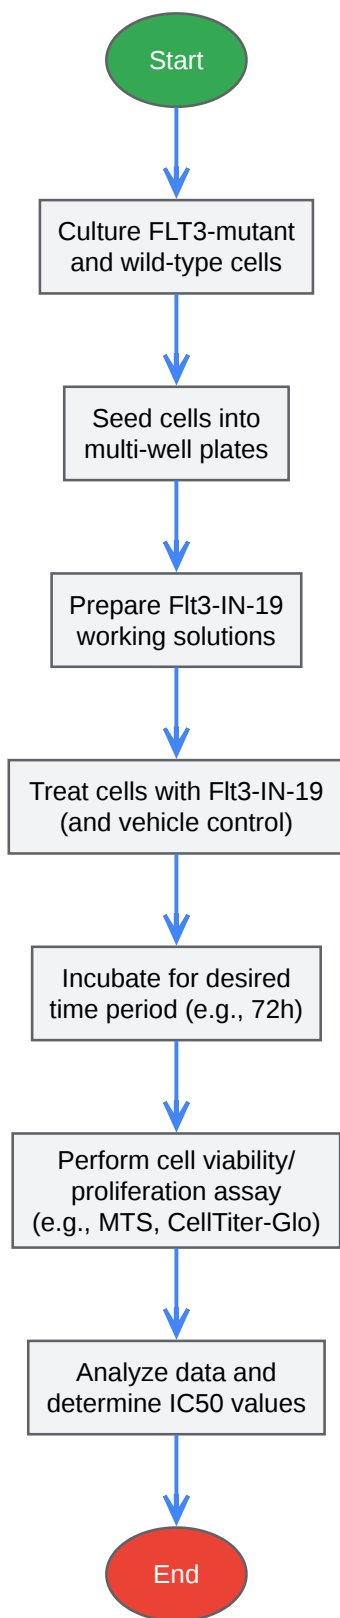 Start
Culture FLT3-mutant
and wild-type cells
Seed cells into
multi-well plates
Prepare Flt3-IN-19
working solutions
Treat cells with Flt3-IN-19
(and vehicle control)
Incubate for desired
time period (e.g., 72h)
Perform cell viability/
proliferation assay
(e.g., MTS, CellTiter-Glo)
Analyze data and
determine IC50 values
End